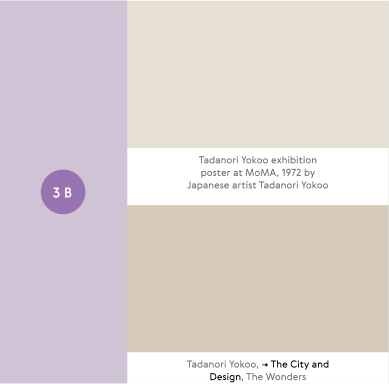 3 B
Tadanori Yokoo exhibition
poster at MoMA, 1972 by
Japanese artist Tadanori Yokoo
Tadanori Yokoo, → The City and
Design, The Wonders